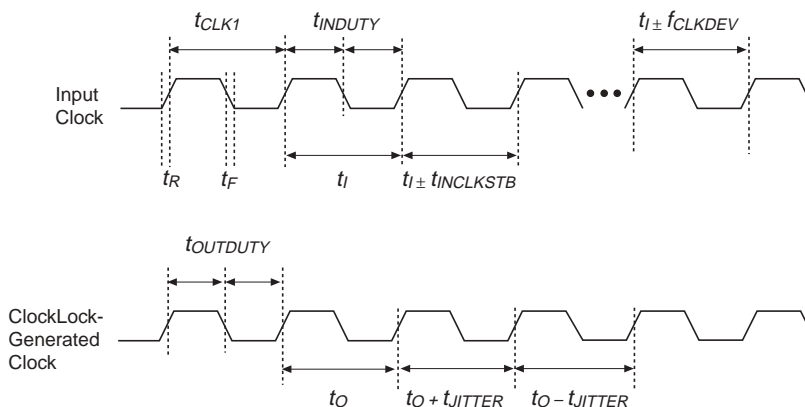 tCLK1 tINDUTY tI ± fCLKDEV
Input
Clock
tR tF tI tI ± tINCLKSTB
tOUTDUTY
ClockLock-
Generated
Clock
tO tO + tJITTER tO – tJITTER